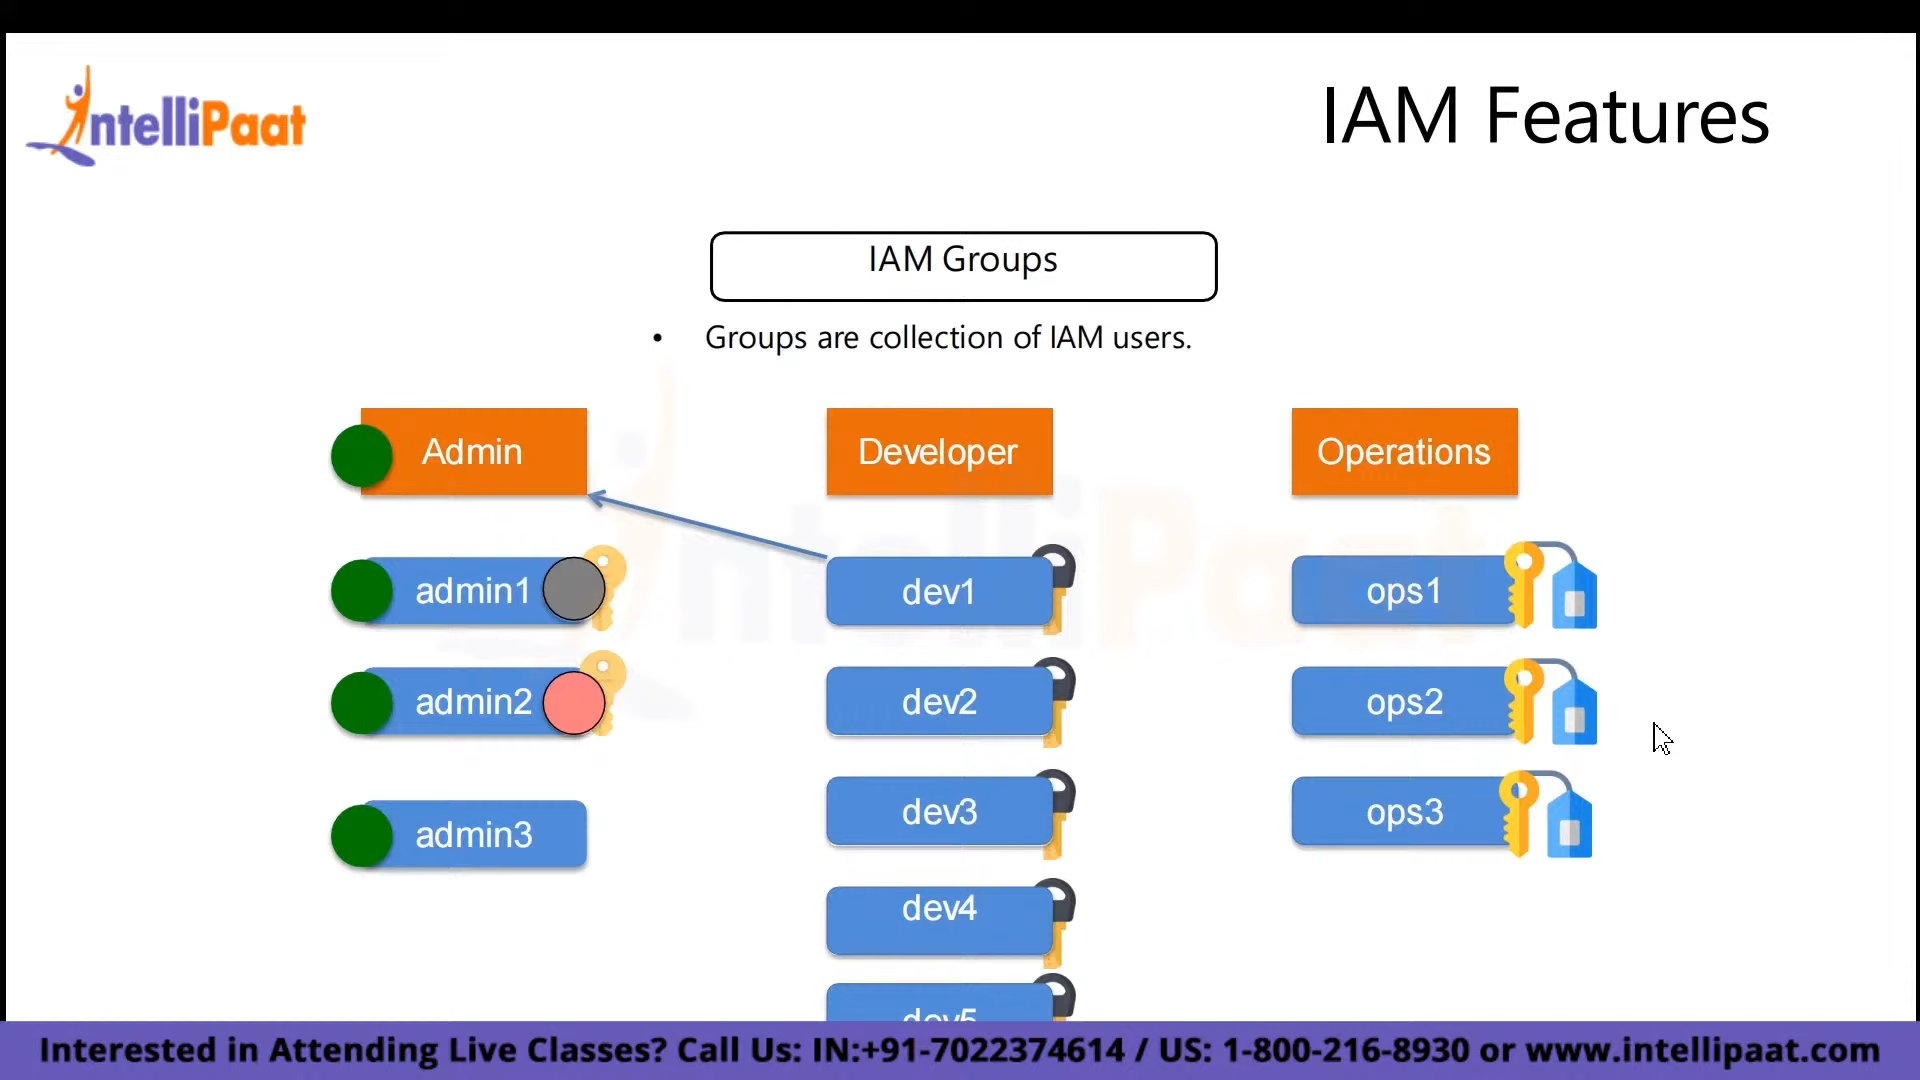 IntelliPaat
IAM Features
IAM Groups
• Groups are collection of IAM users.
Admin
Developer
Operations
admin1
dev1
ops1
admin2
dev2
ops2
admin3
dev3
ops3
dev4
dev5
Interested in Attending Live Classes? Call Us: IN:+91-7022374614 / US: 1-800-216-8930 or www.intellipaat.com